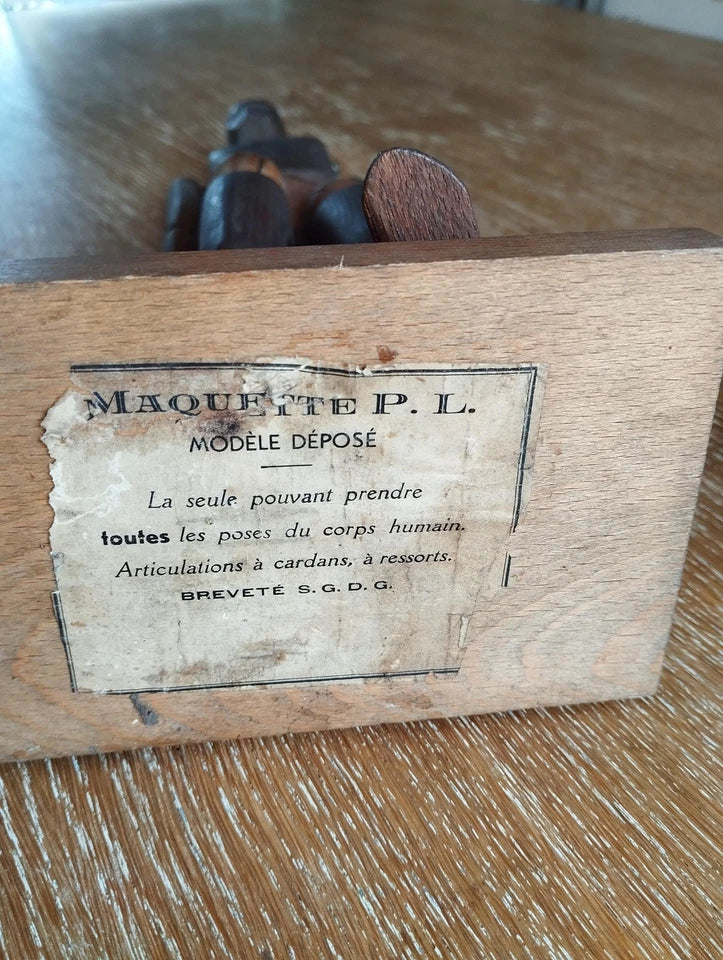 MAQUETTE P. L.
MODÈLE DÉPOSÉ
La seule pouvant prendre
toutes les poses du corps humain.
Articulations à cardans, à ressorts.
BREVETÉ S. G. D. G.